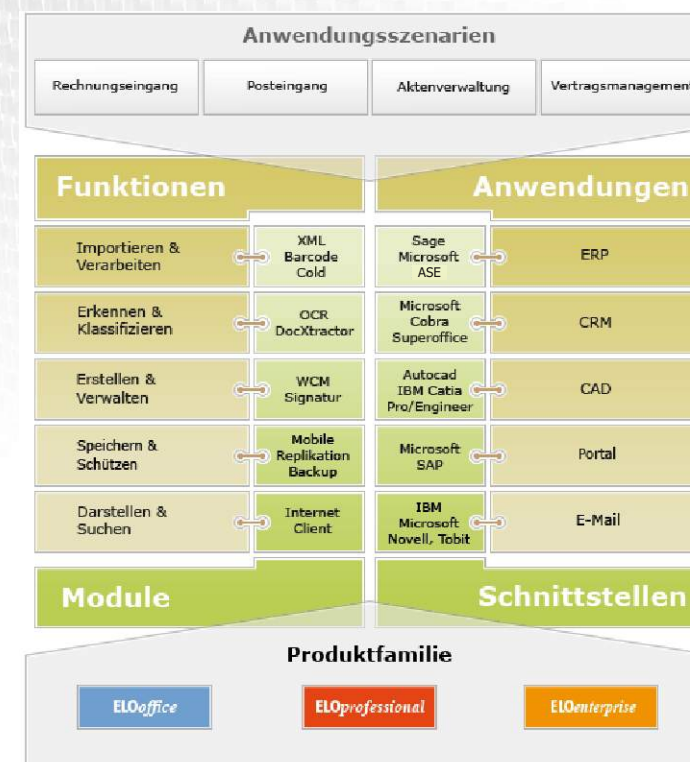 Anwendungsszenarien
Rechnungseingang
Posteingang
Aktenverwaltung
Vertragsmanagement
Funktionen
Anwendungen
Importieren &
Verarbeiten
XML
Barcode
Cold
Sage
Microsoft
ASE
ERP
Erkennen &
Klassifizieren
OCR
DocXtractor
Microsoft
Cobra
Superoffice
CRM
Erstellen &
Verwalten
WCM
Signatur
Autocad
IBM Catia
Pro/Engineer
CAD
Speichern &
Schützen
Mobile
Replikation
Backup
Microsoft
SAP
Portal
Darstellen &
Suchen
Internet
Client
IBM
Microsoft
Novell, Tobit
E-Mail
Module
Schnittstellen
Produktfamilie
ELOoffice
ELOprofessional
ELOenterprise